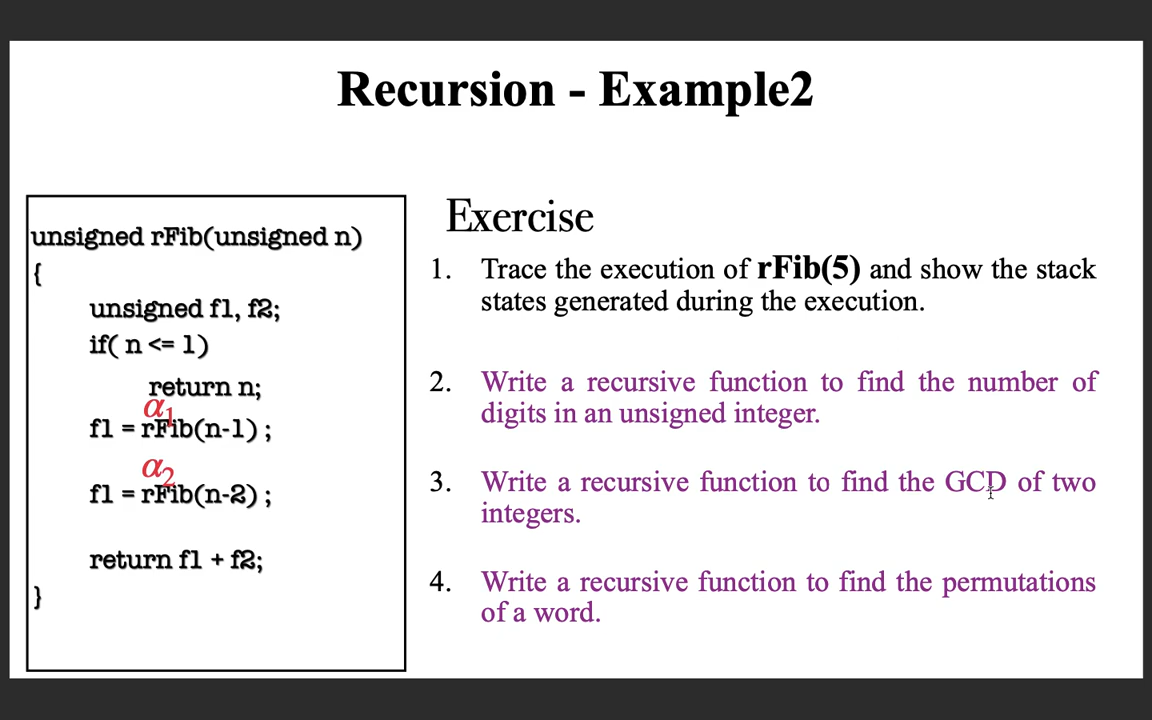 Recursion - Example2
unsigned rFib(unsigned n)
{
unsigned f1, f2;
if( n <= 1)
return n;
α1
f1 = rFib(n-1) ;
α2
f1 = rFib(n-2) ;
return f1 + f2;
}
Exercise
1. Trace the execution of rFib(5) and show the stack
states generated during the execution.
2. Write a recursive function to find the number of
digits in an unsigned integer.
3. Write a recursive function to find the GCD of two
integers.
4. Write a recursive function to find the permutations
of a word.